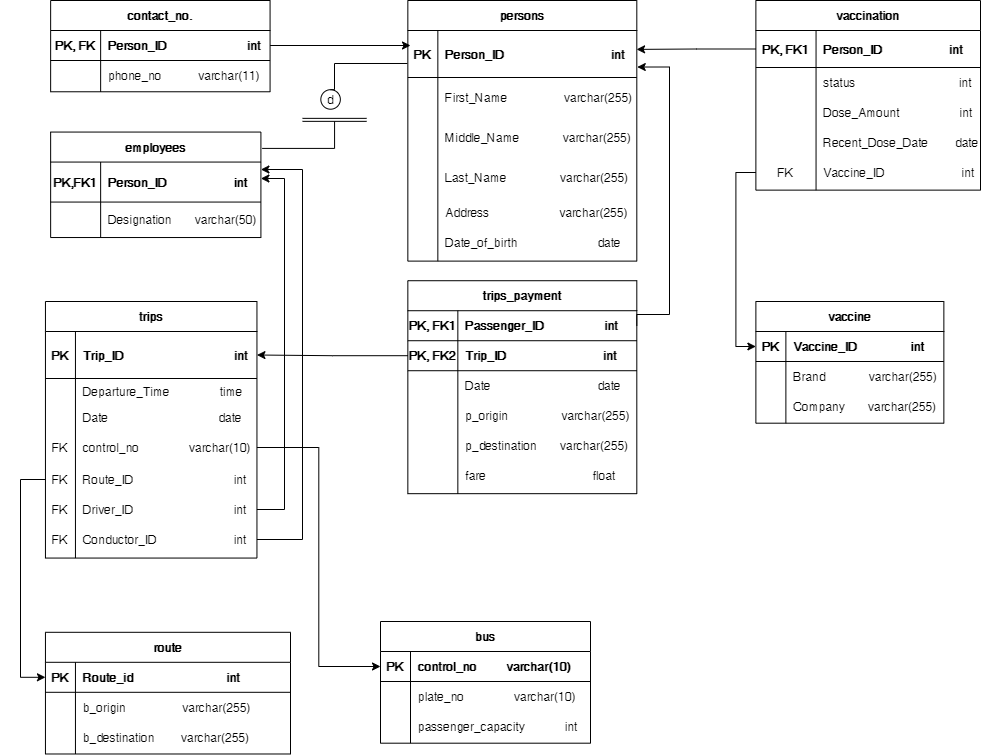 contact_no.
PK, FK Person_ID int
phone_no varchar(11)
persons
PK Person_ID int
First_Name varchar(255)
Middle_Name varchar(255)
Last_Name varchar(255)
Address varchar(255)
Date_of_birth date
vaccination
PK, FK1 Person_ID int
status int
Dose_Amount int
Recent_Dose_Date date
FK Vaccine_ID int
d
employees
PK,FK1 Person_ID int
Designation varchar(50)
trips
PK Trip_ID int
Departure_Time time
Date date
FK control_no varchar(10)
FK Route_ID int
FK Driver_ID int
FK Conductor_ID int
trips_payment
PK, FK1 Passenger_ID int
PK, FK2 Trip_ID int
Date date
p_origin varchar(255)
p_destination varchar(255)
fare float
vaccine
PK Vaccine_ID int
Brand varchar(255)
Company varchar(255)
route
PK Route_id int
b_origin varchar(255)
b_destination varchar(255)
bus
PK control_no varchar(10)
plate_no varchar(10)
passenger_capacity int